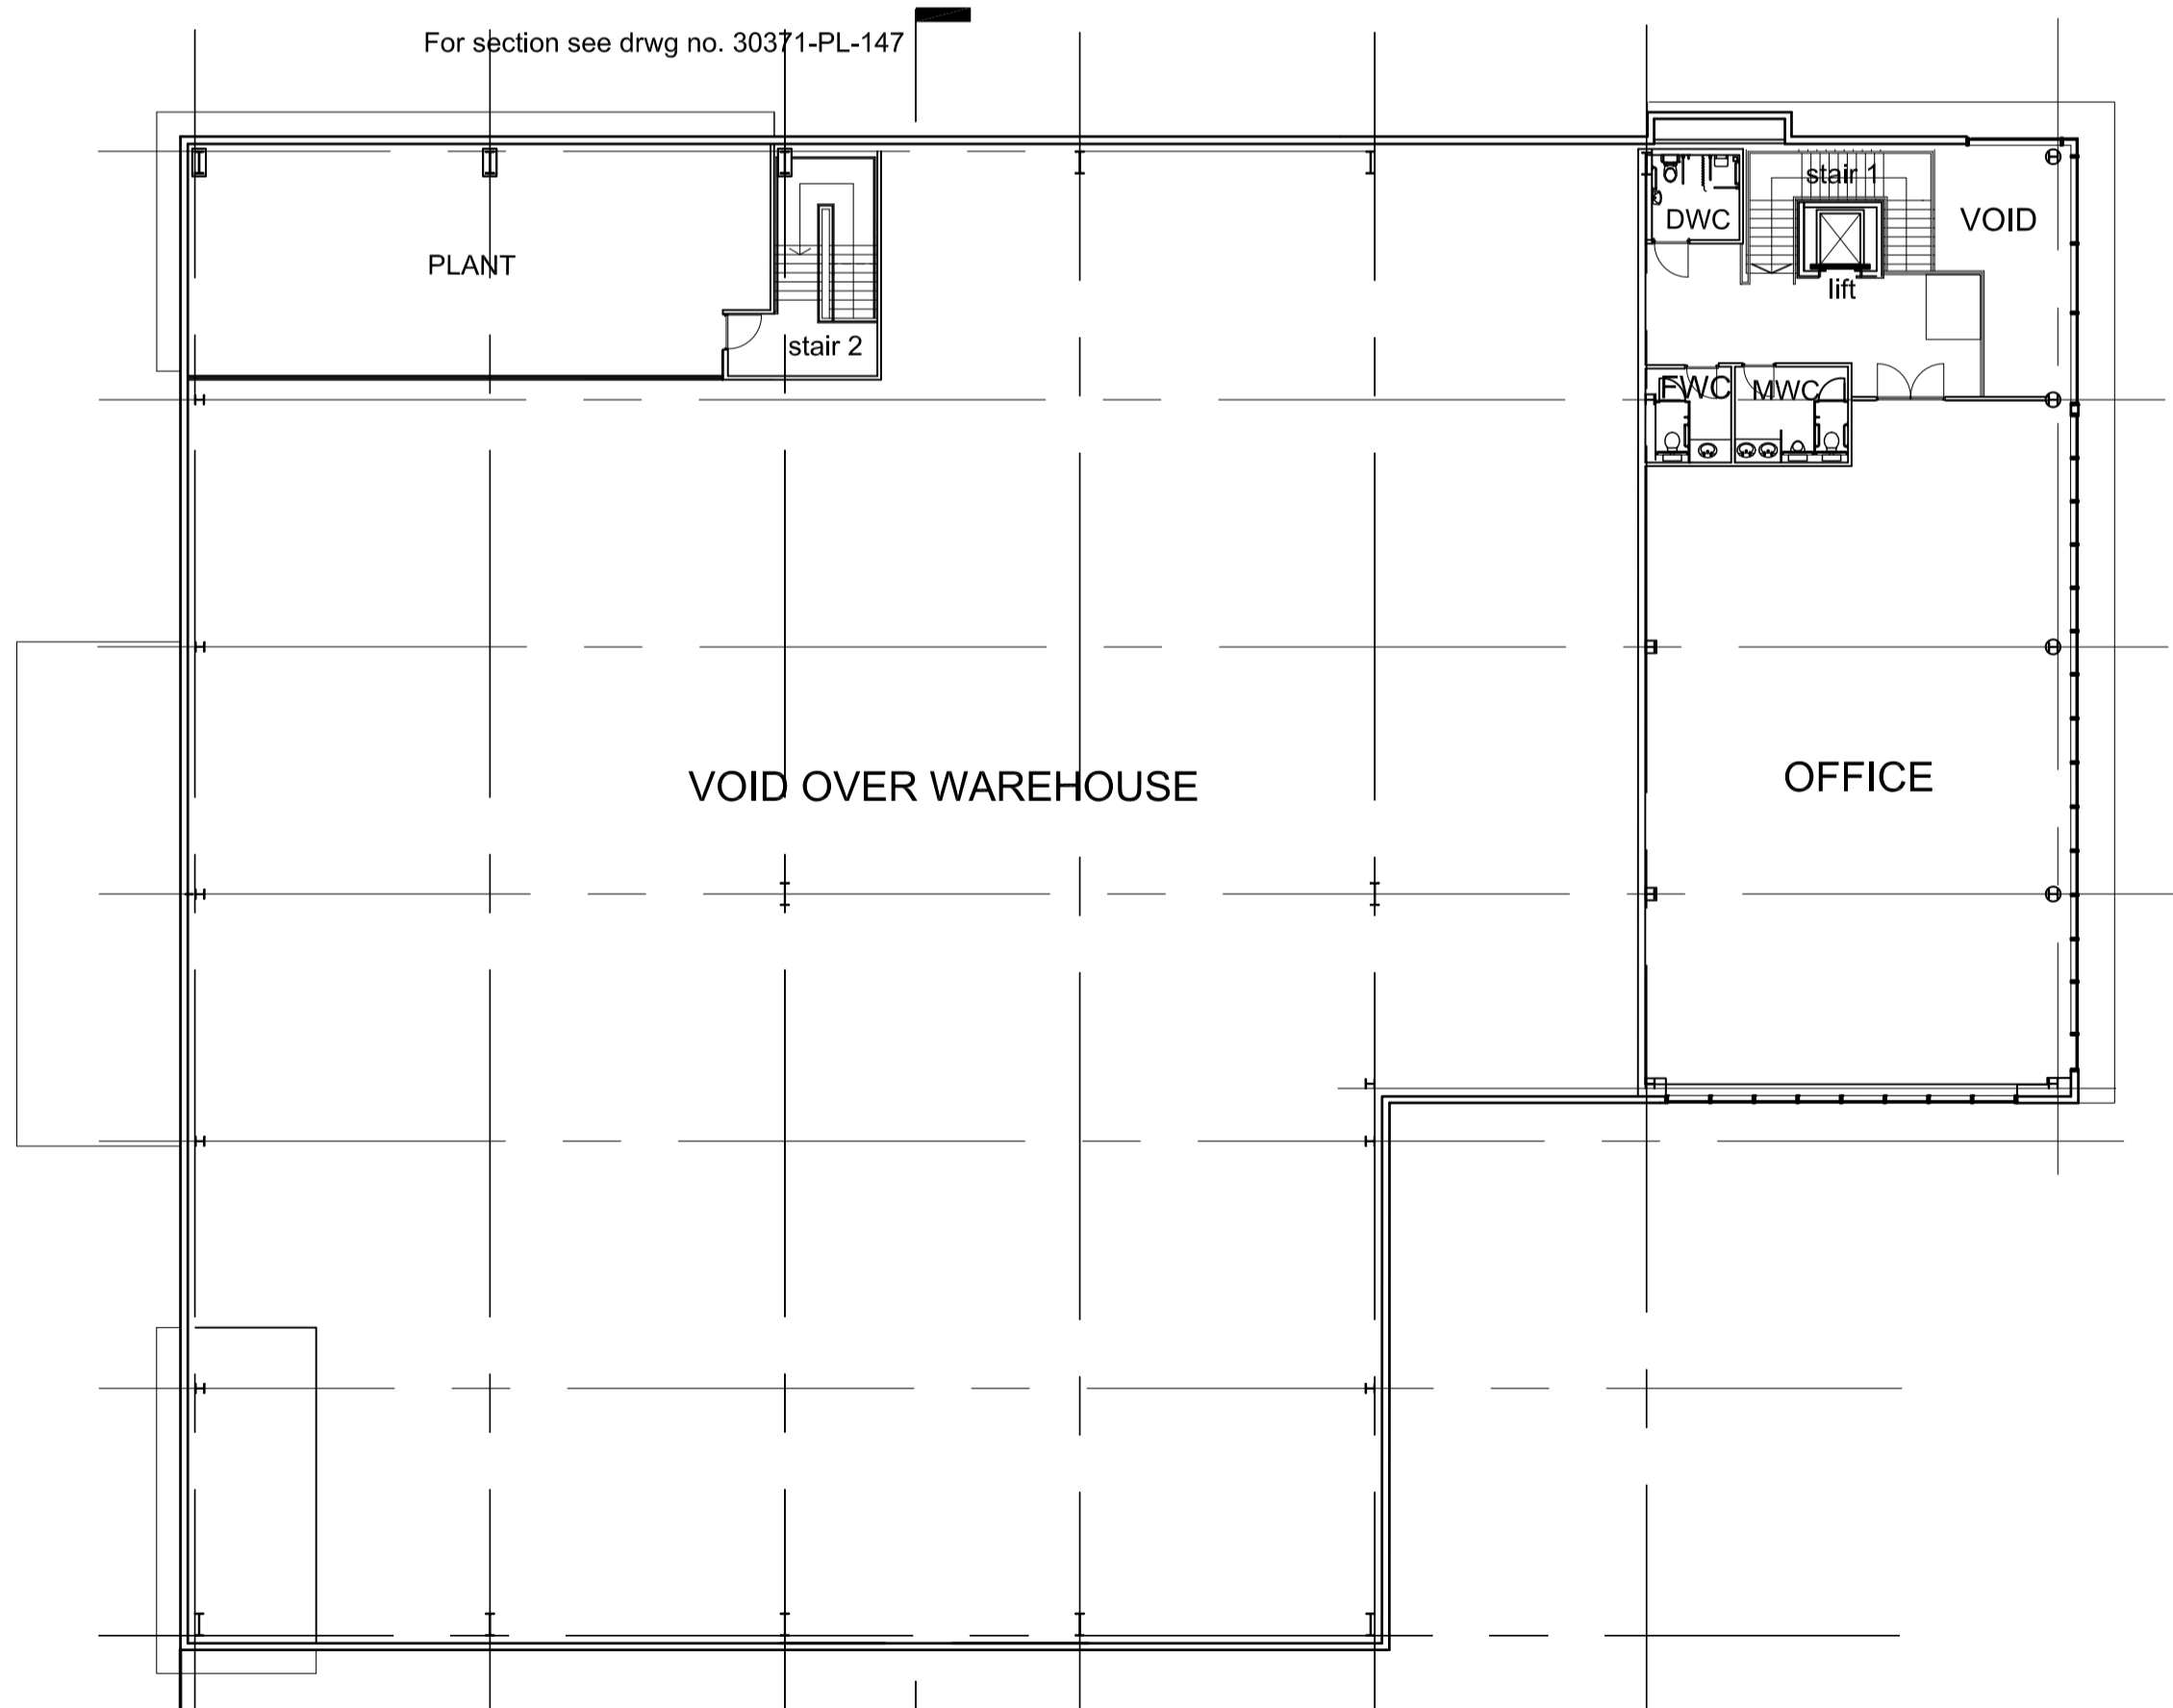 For section see drwg no. 30371-PL-147
stair 1
DWC
VOID
PLANT
lift
stair 2
FWC
MWC
VOID OVER WAREHOUSE
OFFICE